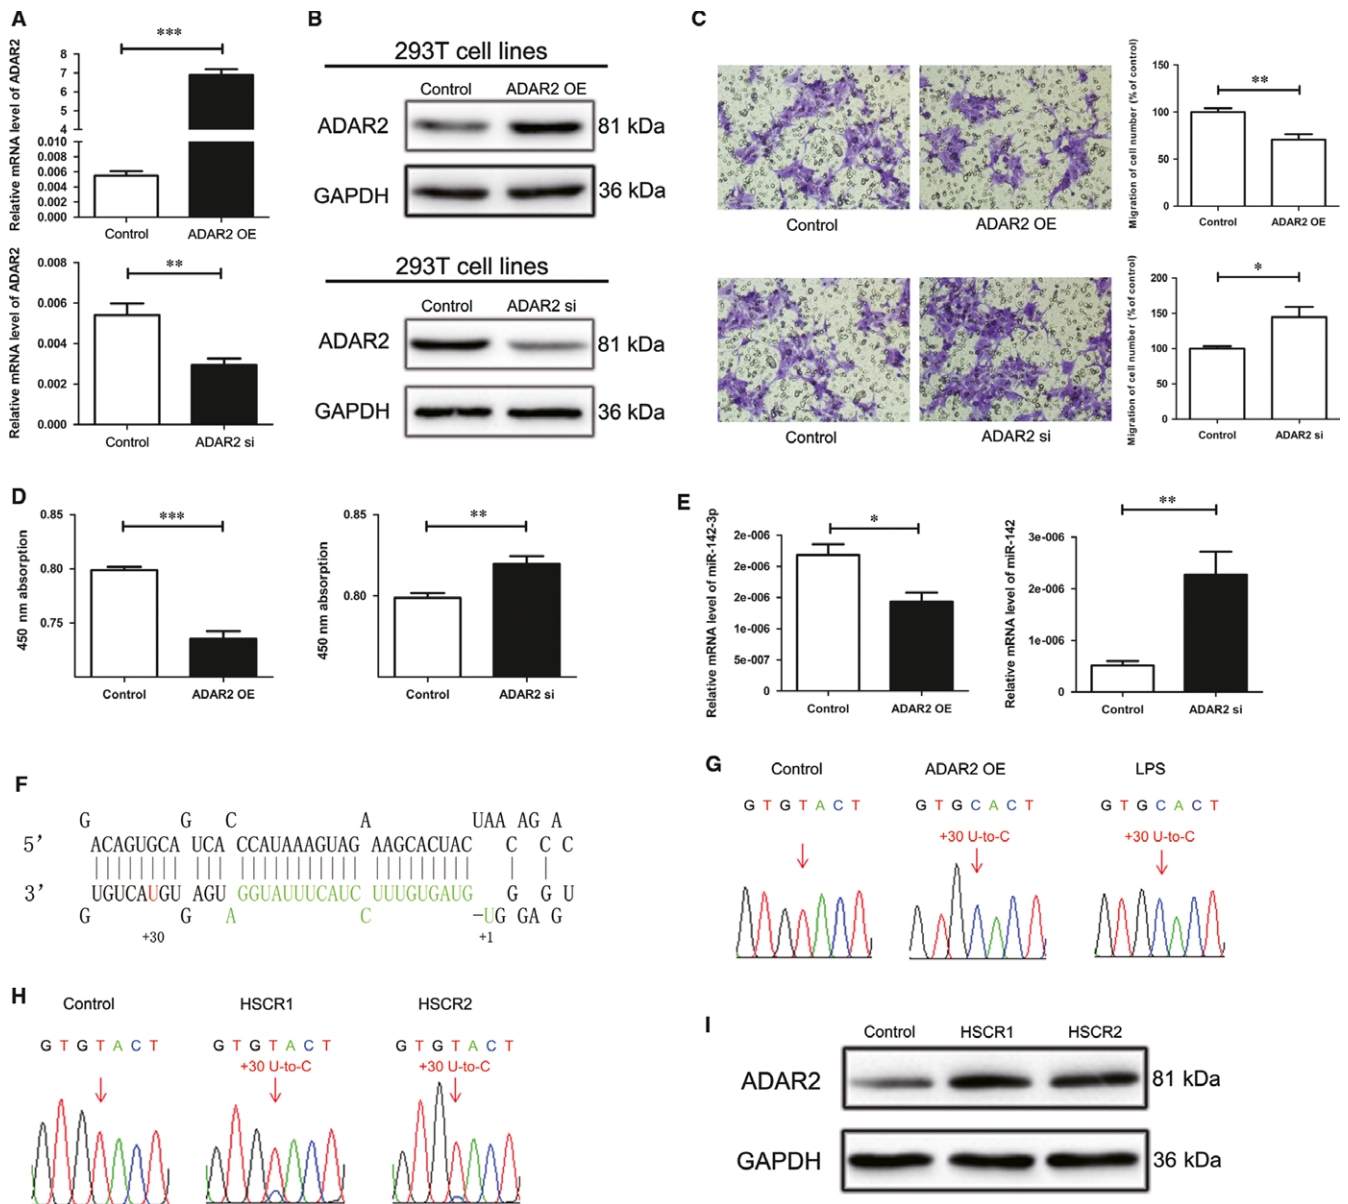 A
Relative mRNA level of ADAR2
***
8
7
6
5
4
0.010
0.008
0.006
0.004
0.002
0.000
Control
ADAR2 OE
Relative mRNA level of ADAR2
**
0.008
0.006
0.004
0.002
0.000
Control
ADAR2 si
B
293T cell lines
Control ADAR2 OE
ADAR2 81 kDa
GAPDH 36 kDa
293T cell lines
Control ADAR2 si
ADAR2 81 kDa
GAPDH 36 kDa
C
Control
ADAR2 OE
Migration of cell number (% of control)
**
150
100
50
0
Control
ADAR2 OE
Control
ADAR2 si
Migration of cell number (% of control)
*
200
150
100
50
0
Control
ADAR2 si
D
450 nm absorption
***
0.85
0.80
0.75
Control
ADAR2 OE
450 nm absorption
**
0.85
0.80
Control
ADAR2 si
E
Relative mRNA level of miR-142-3p
*
2e-006
2e-006
2e-006
1e-006
5e-007
0
Control
ADAR2 OE
Relative mRNA level of miR-142
**
3e-006
2e-006
1e-006
0
Control
ADAR2 si
F
G G C A UAA AG A
5' ACAGUGCA UCA CCAUAAAGUAG AAGCACUAC C C C
3' UGUCAUGU AGU GGUAUUUCAUC UUUGUGAUG G G U
G G A C -UG GA G
+30 +1
G
Control ADAR2 OE LPS
G T G T A C T G T G C A C T G T G C A C T
+30 U-to-C +30 U-to-C
H
Control HSCR1 HSCR2
G T G T A C T G T G T A C T G T G T A C T
+30 U-to-C +30 U-to-C
I
Control HSCR1 HSCR2
ADAR2 81 kDa
GAPDH 36 kDa